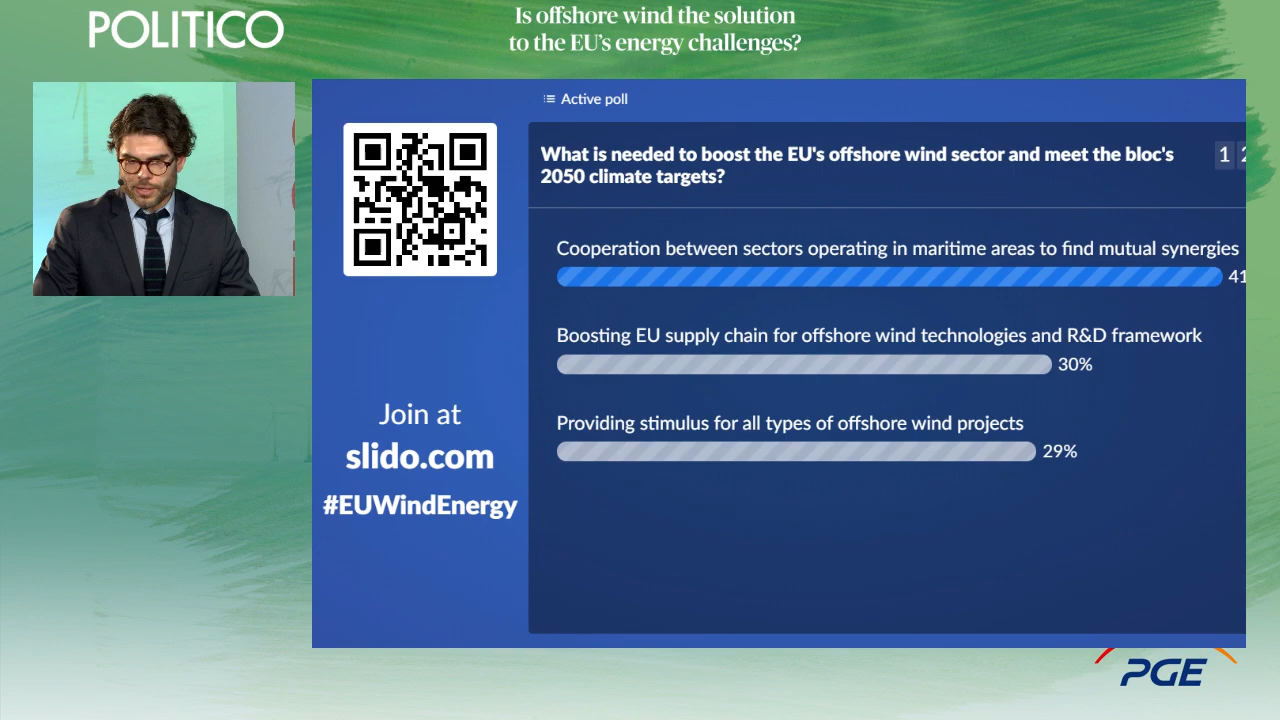 POLITICO
Is offshore wind the solution
to the EU's energy challenges?
Active poll
What is needed to boost the EU's offshore wind sector and meet the bloc's
2050 climate targets?
1 2
Cooperation between sectors operating in maritime areas to find mutual synergies
41
Boosting EU supply chain for offshore wind technologies and R&D framework
30%
Providing stimulus for all types of offshore wind projects
29%
Join at
slido.com
#EUWindEnergy
PGE